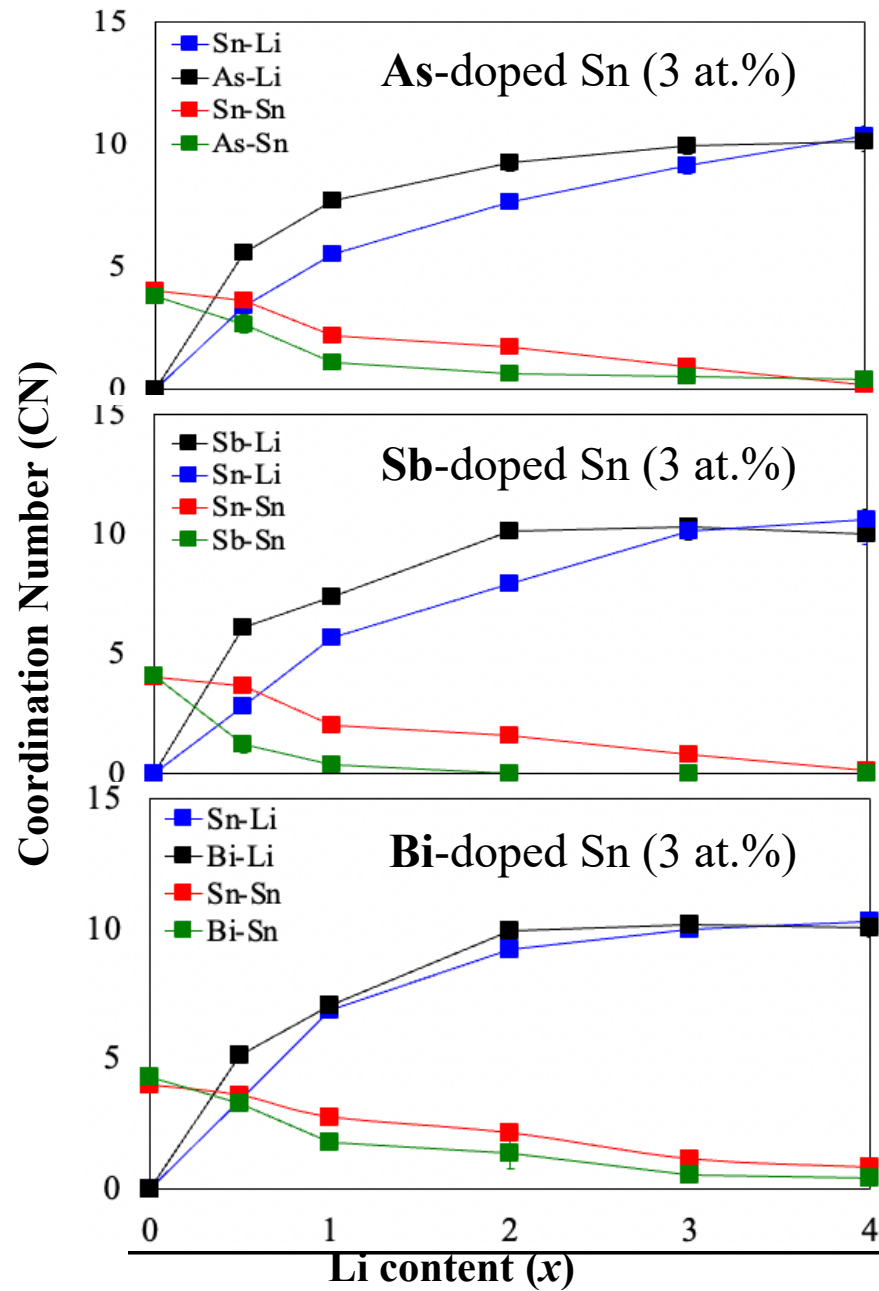 Coordination Number (CN)
15
10
5
0
Sn-Li
As-Li
Sn-Sn
As-Sn
As-doped Sn (3 at.%)
15
10
5
0
Sb-Li
Sn-Li
Sn-Sn
Sb-Sn
Sb-doped Sn (3 at.%)
15
10
5
0
Sn-Li
Bi-Li
Sn-Sn
Bi-Sn
Bi-doped Sn (3 at.%)
0 1 2 3 4
Li content (x)